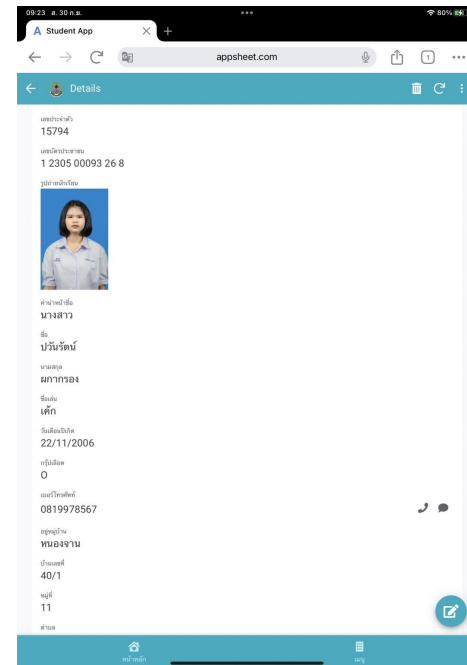 09:23 ส. 30 ก.ย.
80%
A Student App
appsheet.com
1
Details
เลขประจำตัว
15794
เลขบัตรประชาชน
1 2305 00093 26 8
รูปถ่ายนักเรียน
คำนำหน้าชื่อ
นางสาว
ชื่อ
ปวันรัตน์
นามสกุล
ผกากรอง
ชื่อเล่น
เค้ก
วันเดือนปีเกิด
22/11/2006
กรุ๊ปเลือด
O
เบอร์โทรศัพท์
0819978567
อยู่หมู่บ้าน
หนองจาน
บ้านเลขที่
40/1
หมู่ที่
11
ตำบล
หน้าหลัก
เมนู